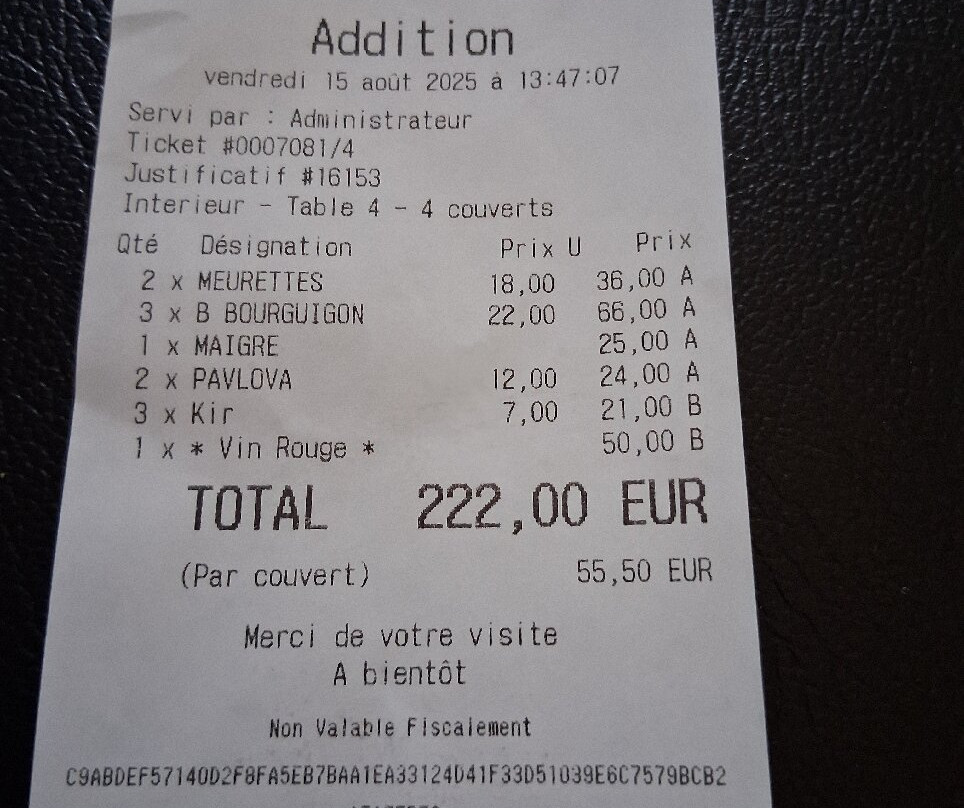 Addition
vendredi 15 août 2025 à 13:47:07
Servi par : Administrateur
Ticket #0007081/4
Justificatif #16153
Interieur - Table 4 - 4 couverts
Qté Désignation Prix U Prix
2 x MEURETTES 18,00 36,00 A
3 x B BOURGUIGON 22,00 66,00 A
1 x MAIGRE 25,00 A
2 x PAVLOVA 12,00 24,00 A
3 x Kir 7,00 21,00 B
1 x * Vin Rouge * 50,00 B
TOTAL 222,00 EUR
(Par couvert) 55,50 EUR
Merci de votre visite
A bientôt
Non Valable Fiscalement
C9ABDEF57140D2F8FA5EB7BAA1EA33124D41F33D51039E6C7579BCB2